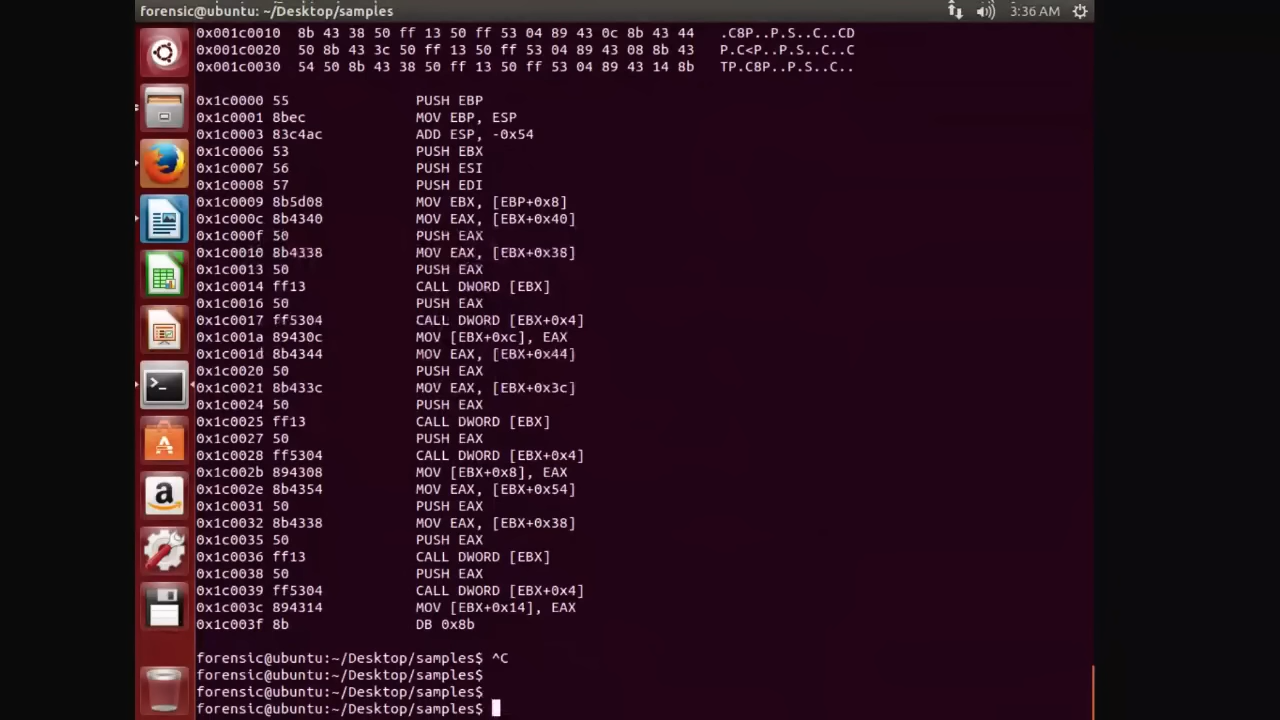 forensic@ubuntu: ~/Desktop/samples 3:36 AM
0x001c0010 8b 43 38 50 ff 13 50 ff 53 04 89 43 0c 8b 43 44 .C8P..P.S..C..CD
0x001c0020 50 8b 43 3c 50 ff 13 50 ff 53 04 89 43 08 8b 43 P.C<P..P.S..C..C
0x001c0030 54 50 8b 43 38 50 ff 13 50 ff 53 04 89 43 14 8b TP.C8P..P.S..C..
0x1c0000 55 PUSH EBP
0x1c0001 8bec MOV EBP, ESP
0x1c0003 83c4ac ADD ESP, -0x54
0x1c0006 53 PUSH EBX
0x1c0007 56 PUSH ESI
0x1c0008 57 PUSH EDI
0x1c0009 8b5d08 MOV EBX, [EBP+0x8]
0x1c000c 8b4340 MOV EAX, [EBX+0x40]
0x1c000f 50 PUSH EAX
0x1c0010 8b4338 MOV EAX, [EBX+0x38]
0x1c0013 50 PUSH EAX
0x1c0014 ff13 CALL DWORD [EBX]
0x1c0016 50 PUSH EAX
0x1c0017 ff5304 CALL DWORD [EBX+0x4]
0x1c001a 89430c MOV [EBX+0xc], EAX
0x1c001d 8b4344 MOV EAX, [EBX+0x44]
0x1c0020 50 PUSH EAX
0x1c0021 8b433c MOV EAX, [EBX+0x3c]
0x1c0024 50 PUSH EAX
0x1c0025 ff13 CALL DWORD [EBX]
0x1c0027 50 PUSH EAX
0x1c0028 ff5304 CALL DWORD [EBX+0x4]
0x1c002b 894308 MOV [EBX+0x8], EAX
0x1c002e 8b4354 MOV EAX, [EBX+0x54]
0x1c0031 50 PUSH EAX
0x1c0032 8b4338 MOV EAX, [EBX+0x38]
0x1c0035 50 PUSH EAX
0x1c0036 ff13 CALL DWORD [EBX]
0x1c0038 50 PUSH EAX
0x1c0039 ff5304 CALL DWORD [EBX+0x4]
0x1c003c 894314 MOV [EBX+0x14], EAX
0x1c003f 8b DB 0x8b
forensic@ubuntu:~/Desktop/samples$ ^C
forensic@ubuntu:~/Desktop/samples$
forensic@ubuntu:~/Desktop/samples$
forensic@ubuntu:~/Desktop/samples$